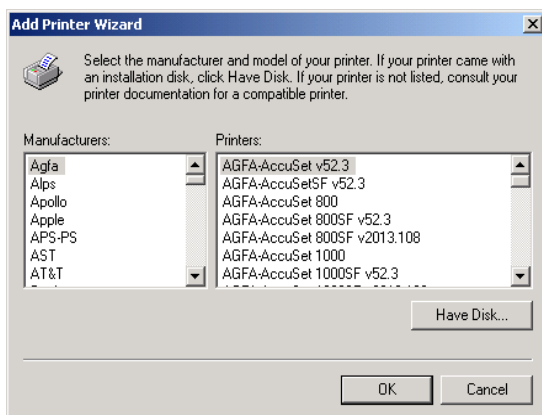 Add Printer Wizard
Select the manufacturer and model of your printer. If your printer came with
an installation disk, click Have Disk. If your printer is not listed, consult your
printer documentation for a compatible printer.
Manufacturers:
Agfa
Alps
Apollo
Apple
APS-PS
AST
AT&T
Printers:
AGFA-AccuSet v52.3
AGFA-AccuSetSF v52.3
AGFA-AccuSet 800
AGFA-AccuSet 800SF v52.3
AGFA-AccuSet 800SF v2013.108
AGFA-AccuSet 1000
AGFA-AccuSet 1000SF v52.3
Have Disk...
OK
Cancel